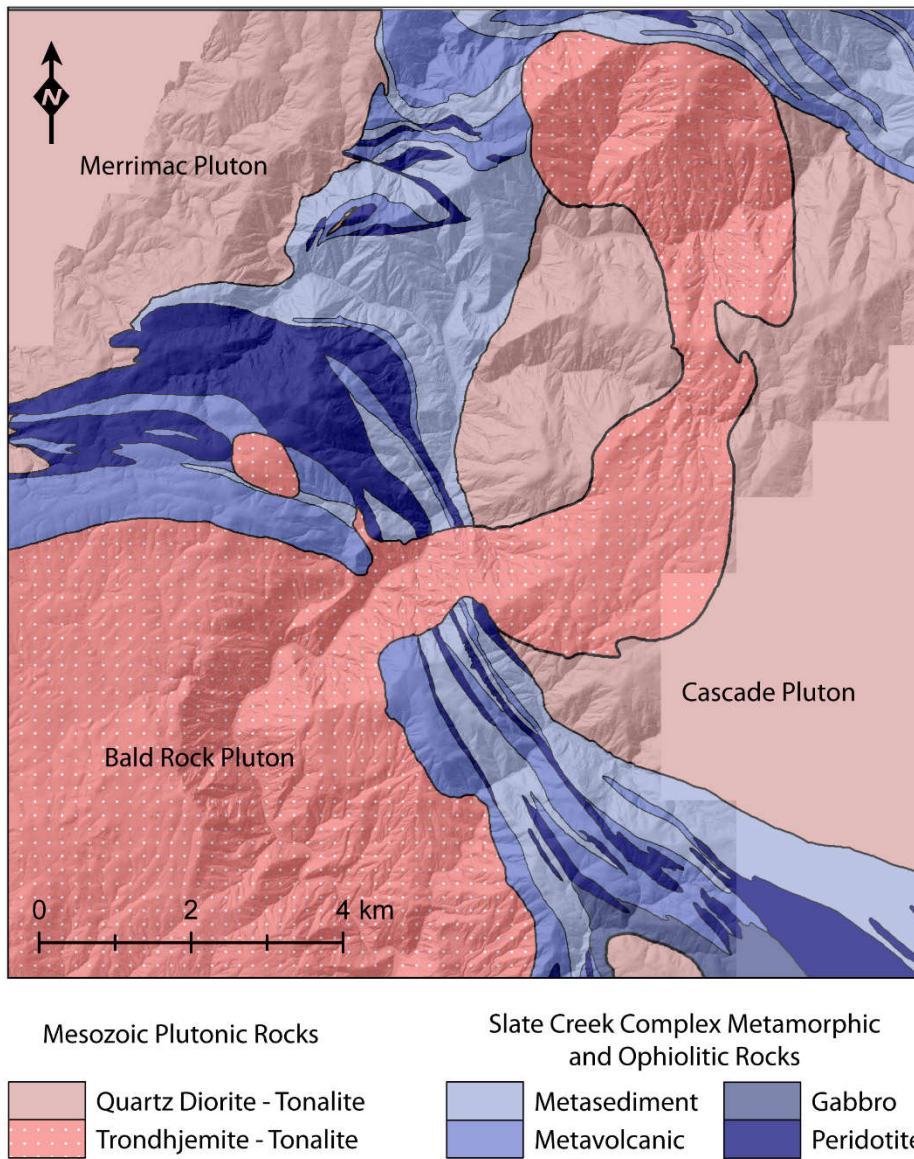 N
Merrimac Pluton
Cascade Pluton
Bald Rock Pluton
0 2 4 km
Mesozoic Plutonic Rocks
Quartz Diorite - Tonalite
Trondhjemite - Tonalite
Slate Creek Complex Metamorphic
and Ophiolitic Rocks
Metasediment
Metavolcanic
Gabbro
Peridotite